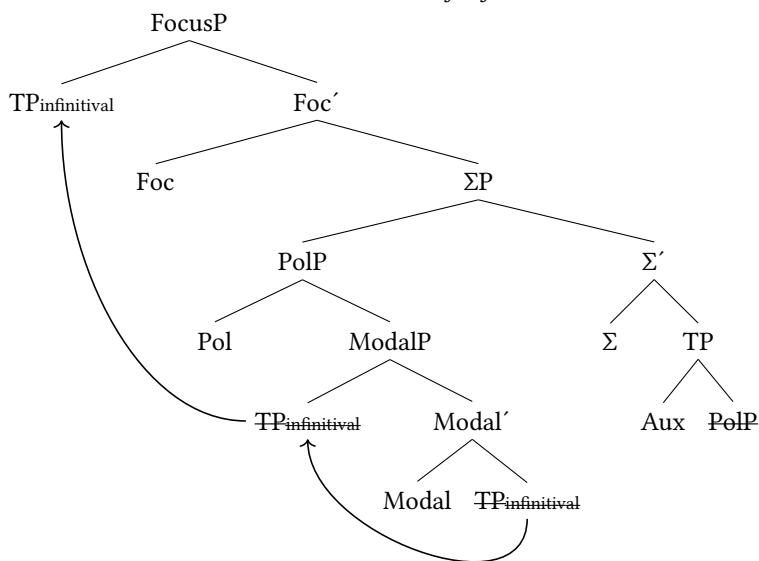 FocusP
TPinfinitival Foc´
Foc ΣP
PolP Σ´
Pol ModalP Σ TP
TPinfinitival Modal´ Aux PolP
Modal TPinfinitival